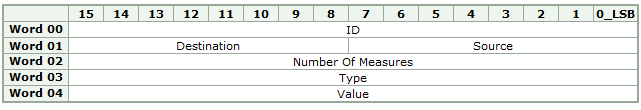 15 14 13 12 11 10 9 8 7 6 5 4 3 2 1 0_LSB
Word 00 ID
Word 01 Destination Source
Word 02 Number Of Measures
Word 03 Type
Word 04 Value